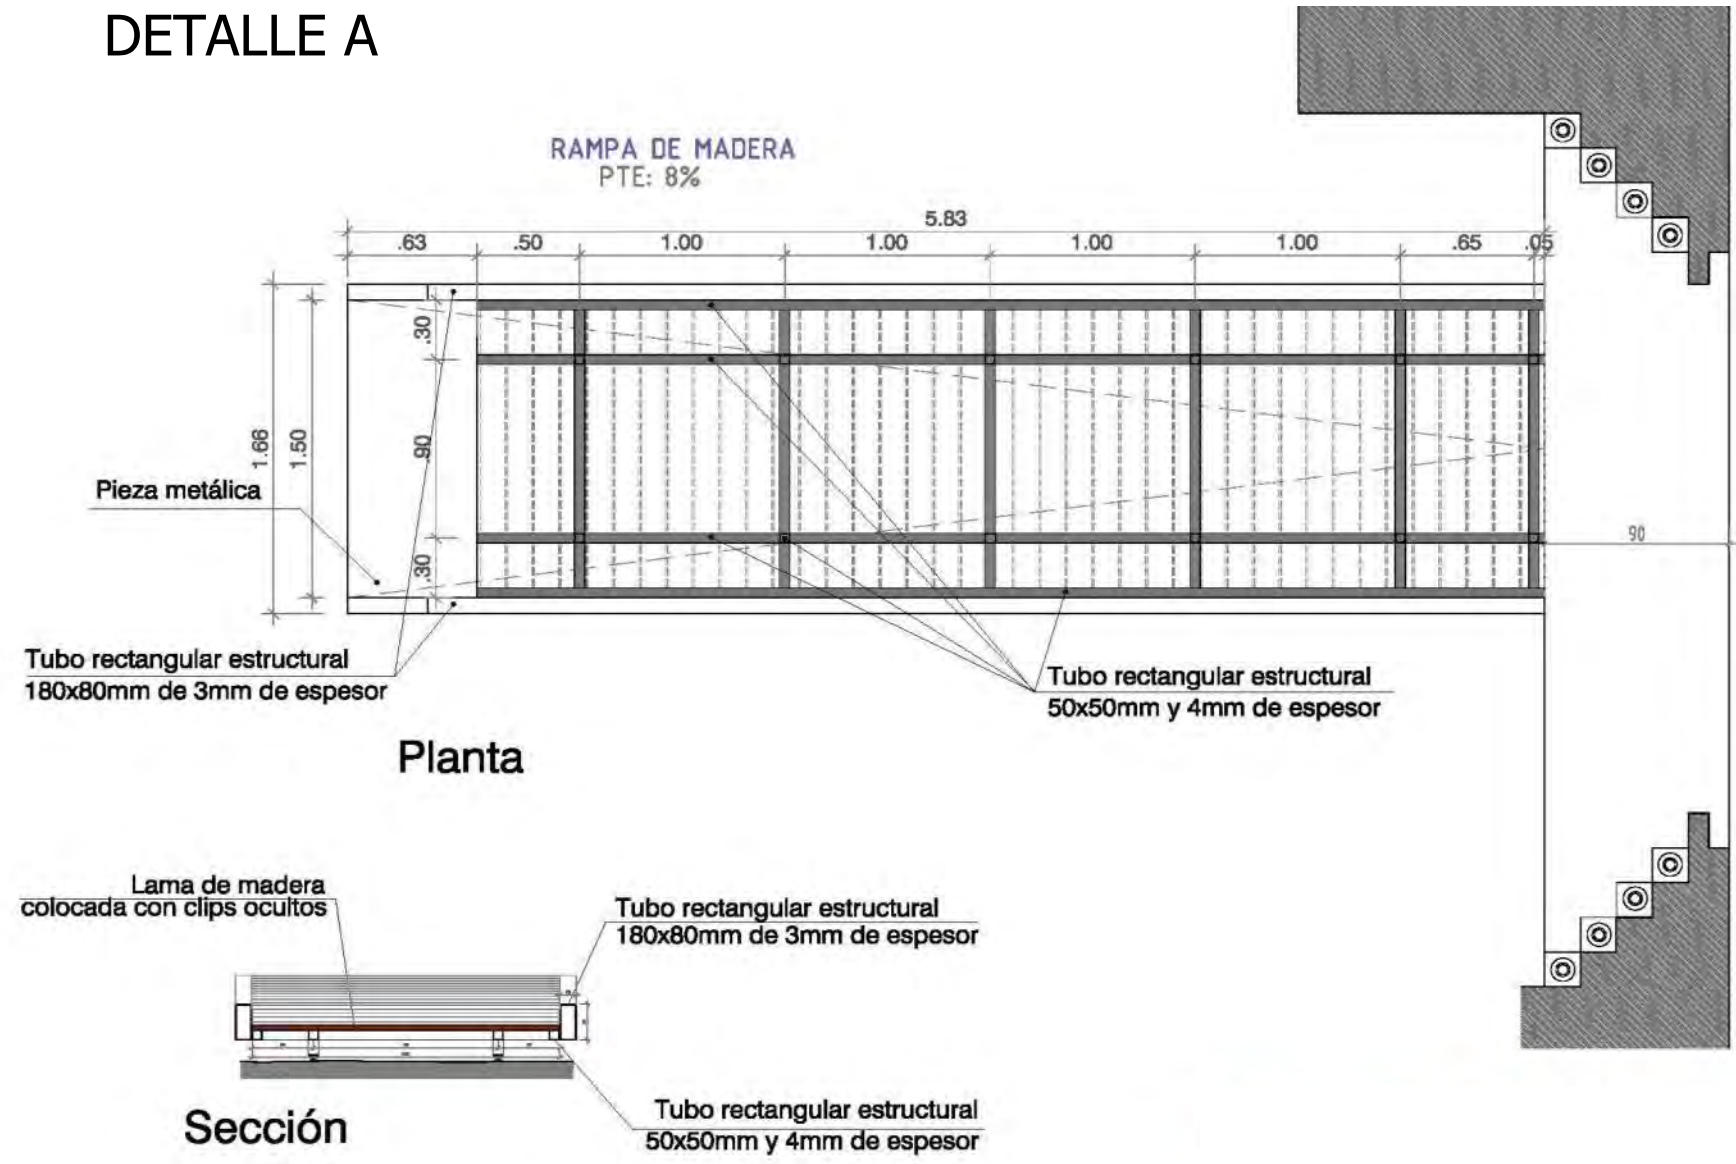 DETALLE A
RAMPA DE MADERA
PTE: 8%
5.83
.63
.50
1.00
1.00
1.00
1.00
.65
.05
.30
.90
.30
1.66
1.50
Pieza metálica
90
Tubo rectangular estructural
180x80mm de 3mm de espesor
Tubo rectangular estructural
50x50mm y 4mm de espesor
Planta
Lama de madera
colocada con clips ocultos
Tubo rectangular estructural
180x80mm de 3mm de espesor
Sección
Tubo rectangular estructural
50x50mm y 4mm de espesor